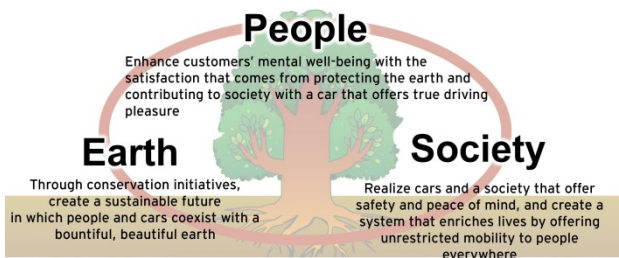 People
Enhance customers' mental well-being with the
satisfaction that comes from protecting the earth and
contributing to society with a car that offers true driving
pleasure
Earth
Through conservation initiatives,
create a sustainable future
in which people and cars coexist with a
bountiful, beautiful earth
Society
Realize cars and a society that offer
safety and peace of mind, and create a
system that enriches lives by offering
unrestricted mobility to people
everywhere